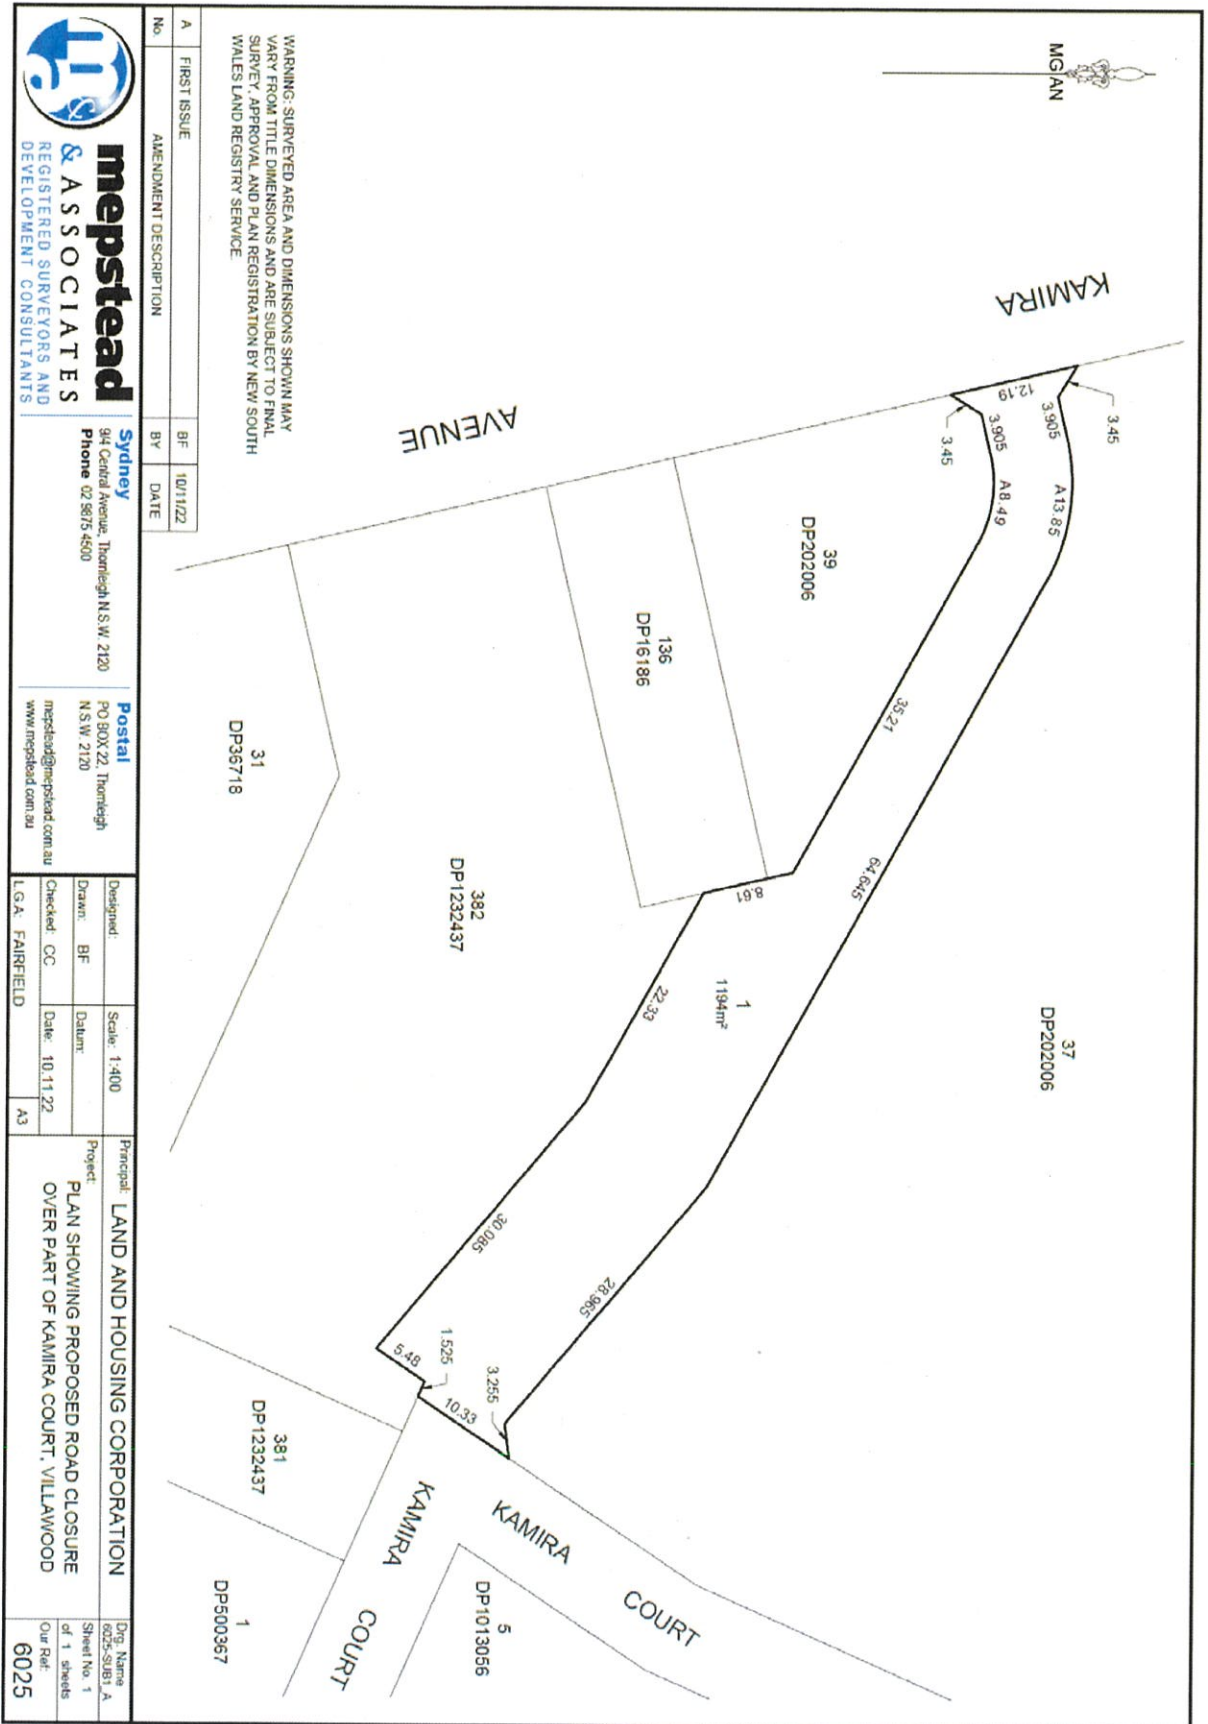 MGAN
KAMIRA
AVENUE
3.45
12.19
3.905
3.45
3.905
A13.85
A8.49
39
DP202006
136
DP16186
35.21
64.645
8.61
37
DP202006
382
DP1232437
31
DP36718
1
1194m²
22.33
30.085
28.965
5.48
1.525
3.255
10.33
381
DP1232437
KAMIRA
COURT
KAMIRA
COURT
5
DP1013056
1
DP500367
WARNING: SURVEYED AREA AND DIMENSIONS SHOWN MAY
VARY FROM TITLE DIMENSIONS AND ARE SUBJECT TO FINAL
SURVEY, APPROVAL AND PLAN REGISTRATION BY NEW SOUTH
WALES LAND REGISTRY SERVICE.
A FIRST ISSUE BF 10/11/22
No. AMENDMENT DESCRIPTION BY DATE
m&a
mepstead
& ASSOCIATES
REGISTERED SURVEYORS AND
DEVELOPMENT CONSULTANTS
Sydney
9/4 Central Avenue, Thornleigh N.S.W. 2120
Phone 02 9875 4500
Postal
PO BOX 22, Thornleigh
N.S.W. 2120
mepstead@mepstead.com.au
www.mepstead.com.au
Designed: Scale: 1:400
Drawn: BF Datum:
Checked: CC Date: 10.11.22
L.G.A: FAIRFIELD A3
Principal: LAND AND HOUSING CORPORATION
Project:
PLAN SHOWING PROPOSED ROAD CLOSURE
OVER PART OF KAMIRA COURT, VILLAWOOD
Drg. Name
6025-SUB1_A
Sheet No. 1
of 1 sheets
Our Ref:
6025